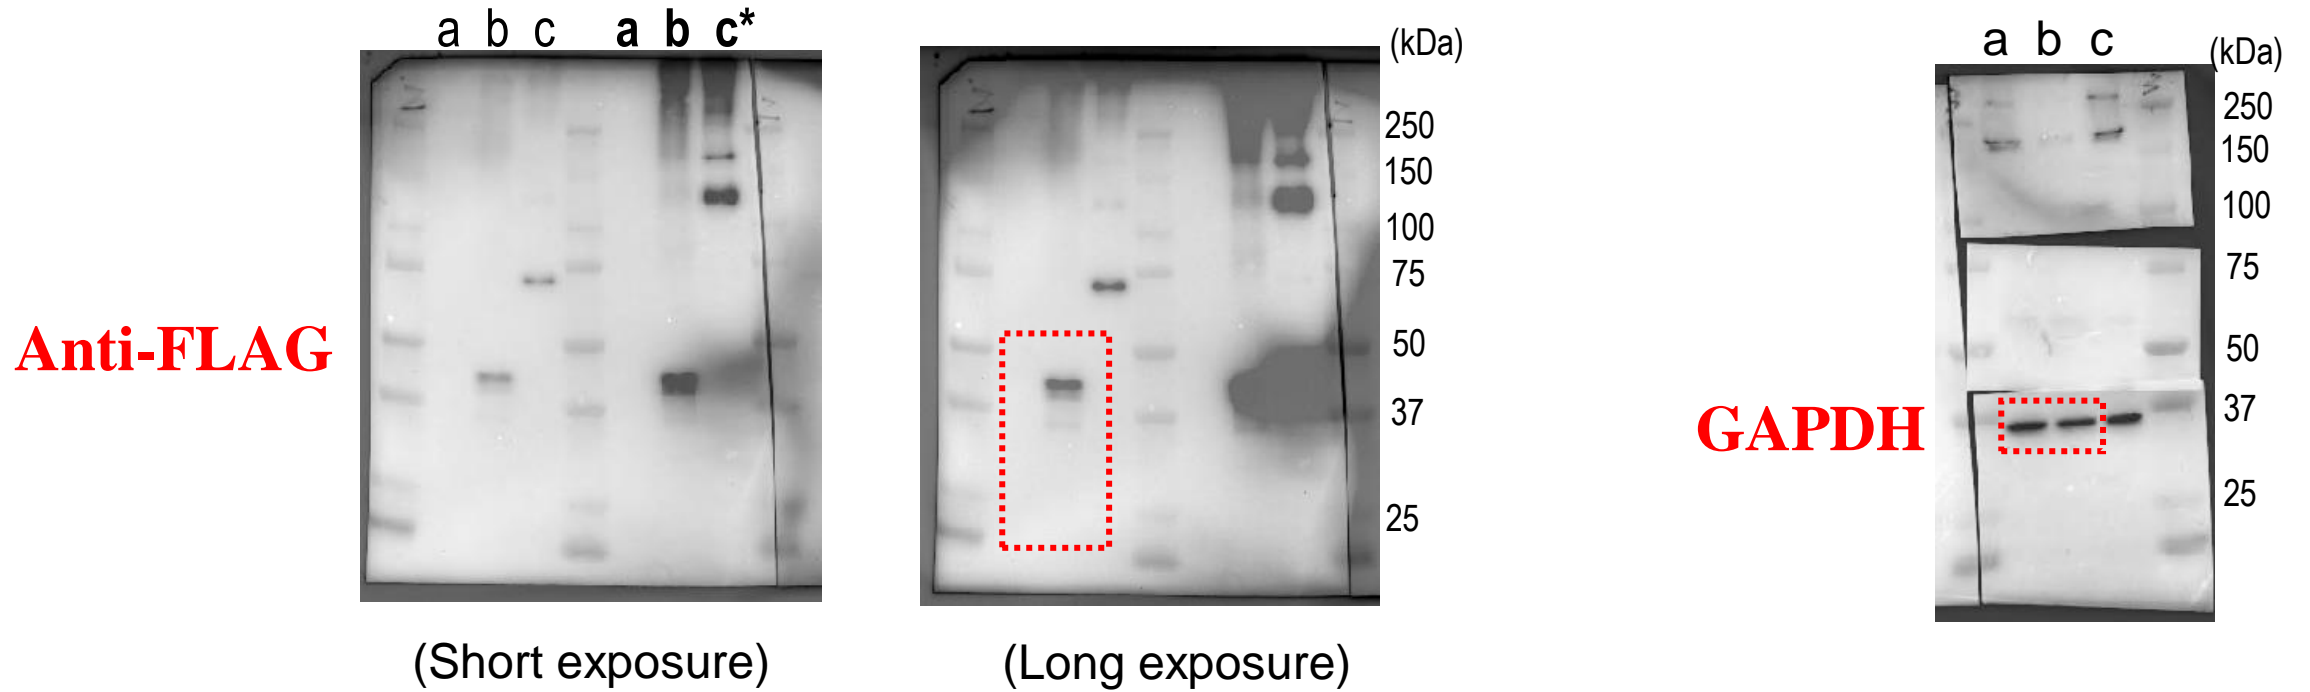 a b c a b c*
(kDa)
250
150
100
75
50
37
25
Anti-FLAG
(Short exposure)
(Long exposure)
a b c
(kDa)
250
150
100
75
50
37
25
GAPDH